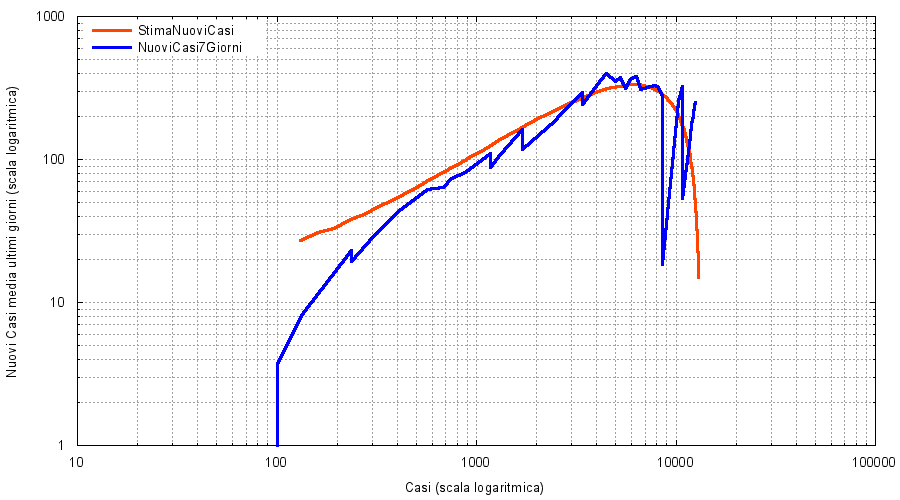 1000
StimaNuoviCasi
NuoviCasi7Giorni
100
10
1
10
100
1000
10000
100000
Nuovi Casi media ultimi giorni (scala logaritmica)
Casi (scala logaritmica)